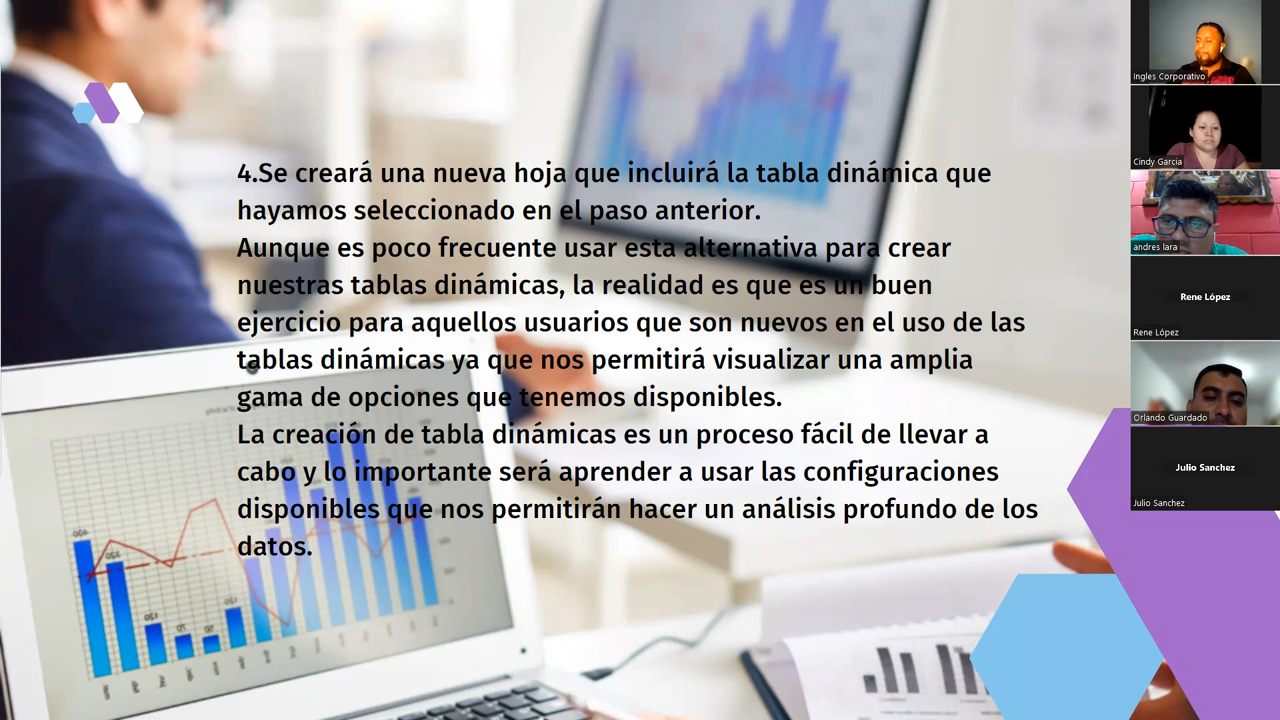 4.Se creará una nueva hoja que incluirá la tabla dinámica que
hayamos seleccionado en el paso anterior.
Aunque es poco frecuente usar esta alternativa para crear
nuestras tablas dinámicas, la realidad es que es un buen
ejercicio para aquellos usuarios que son nuevos en el uso de las
tablas dinámicas ya que nos permitirá visualizar una amplia
gama de opciones que tenemos disponibles.
La creación de tabla dinámicas es un proceso fácil de llevar a
cabo y lo importante será aprender a usar las configuraciones
disponibles que nos permitirán hacer un análisis profundo de los
datos.
Ingles Corporativo
Cindy Garcia
andres lara
Rene López
Rene López
Orlando Guardado
Julio Sanchez
Julio Sanchez